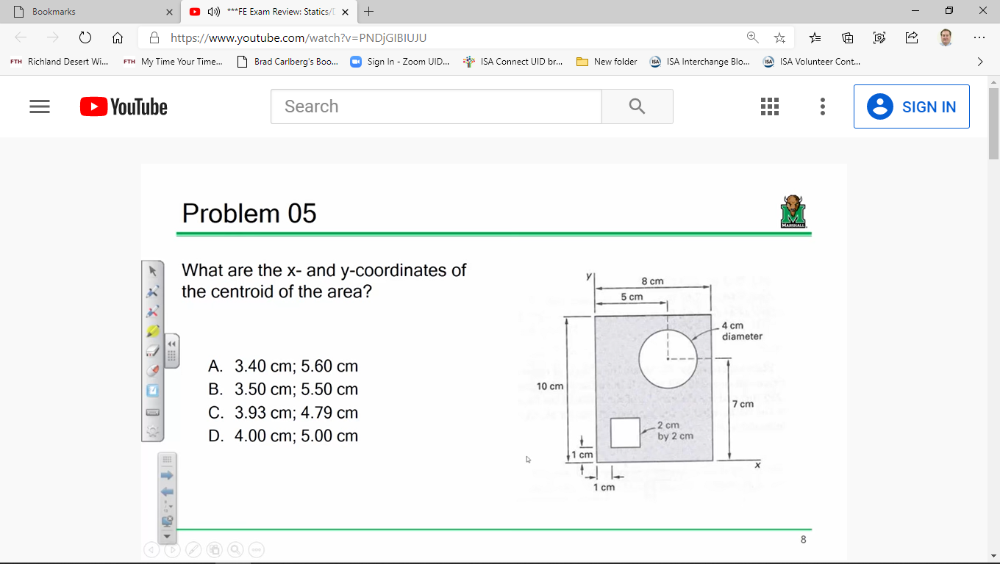 Bookmarks
***FE Exam Review: Statics/
https://www.youtube.com/watch?v=PNDjGIBIUJU
FTH Richland Desert Wi...
FTH My Time Your Time...
Brad Carlberg's Boo...
Sign In - Zoom UID...
ISA Connect UID br...
New folder
ISA Interchange Blo...
ISA Volunteer Cont...
YouTube
Search
SIGN IN
Problem 05
M
MARSHALL
What are the x- and y-coordinates of
the centroid of the area?
A. 3.40 cm; 5.60 cm
B. 3.50 cm; 5.50 cm
C. 3.93 cm; 4.79 cm
D. 4.00 cm; 5.00 cm
y
8 cm
5 cm
4 cm
diameter
10 cm
7 cm
2 cm
by 2 cm
1 cm
x
1 cm
8